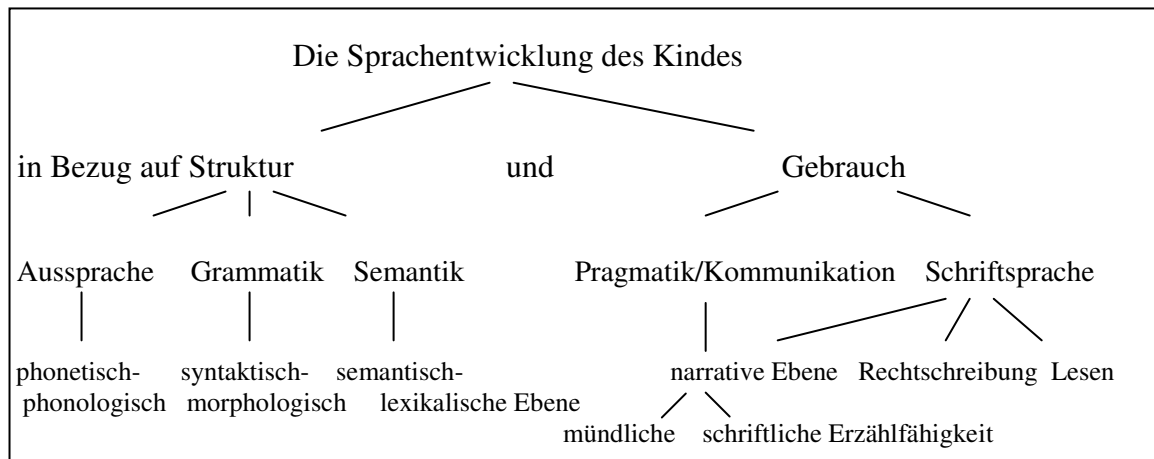 Die Sprachentwicklung des Kindes
in Bezug auf Struktur und Gebrauch
Aussprache Grammatik Semantik Pragmatik/Kommunikation Schriftsprache
phonetisch- syntaktisch- semantisch- narrative Ebene Rechtschreibung Lesen
phonologisch morphologisch lexikalische Ebene
mündliche schriftliche Erzählfähigkeit